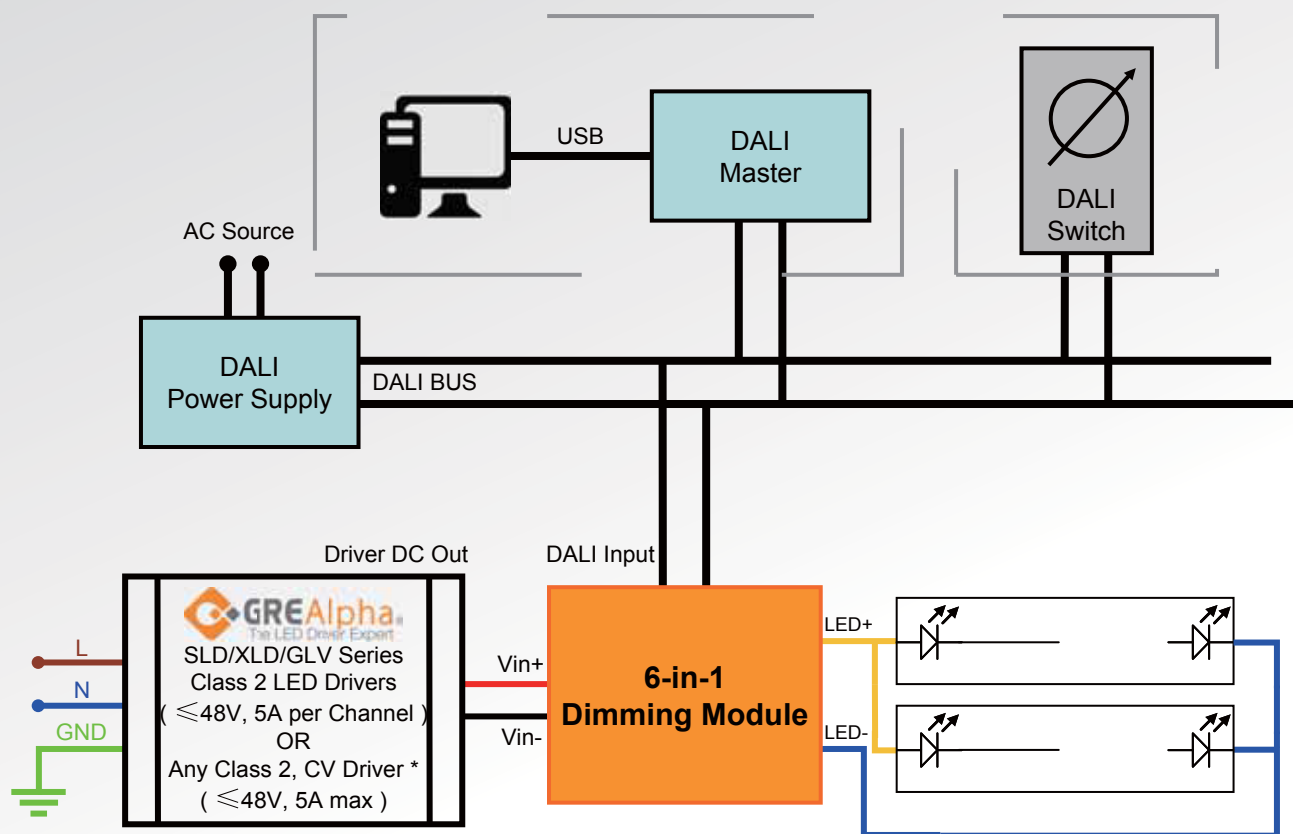 USB
DALI
Master
DALI
Switch
AC Source
DALI
Power Supply
DALI BUS
Driver DC Out
DALI Input
GREAlpha®
The LED Driver Expert
SLD/XLD/GLV Series
Class 2 LED Drivers
( ≤48V, 5A per Channel )
OR
Any Class 2, CV Driver *
( ≤48V, 5A max )
L
N
GND
Vin+
Vin-
6-in-1
Dimming Module
LED+
LED-